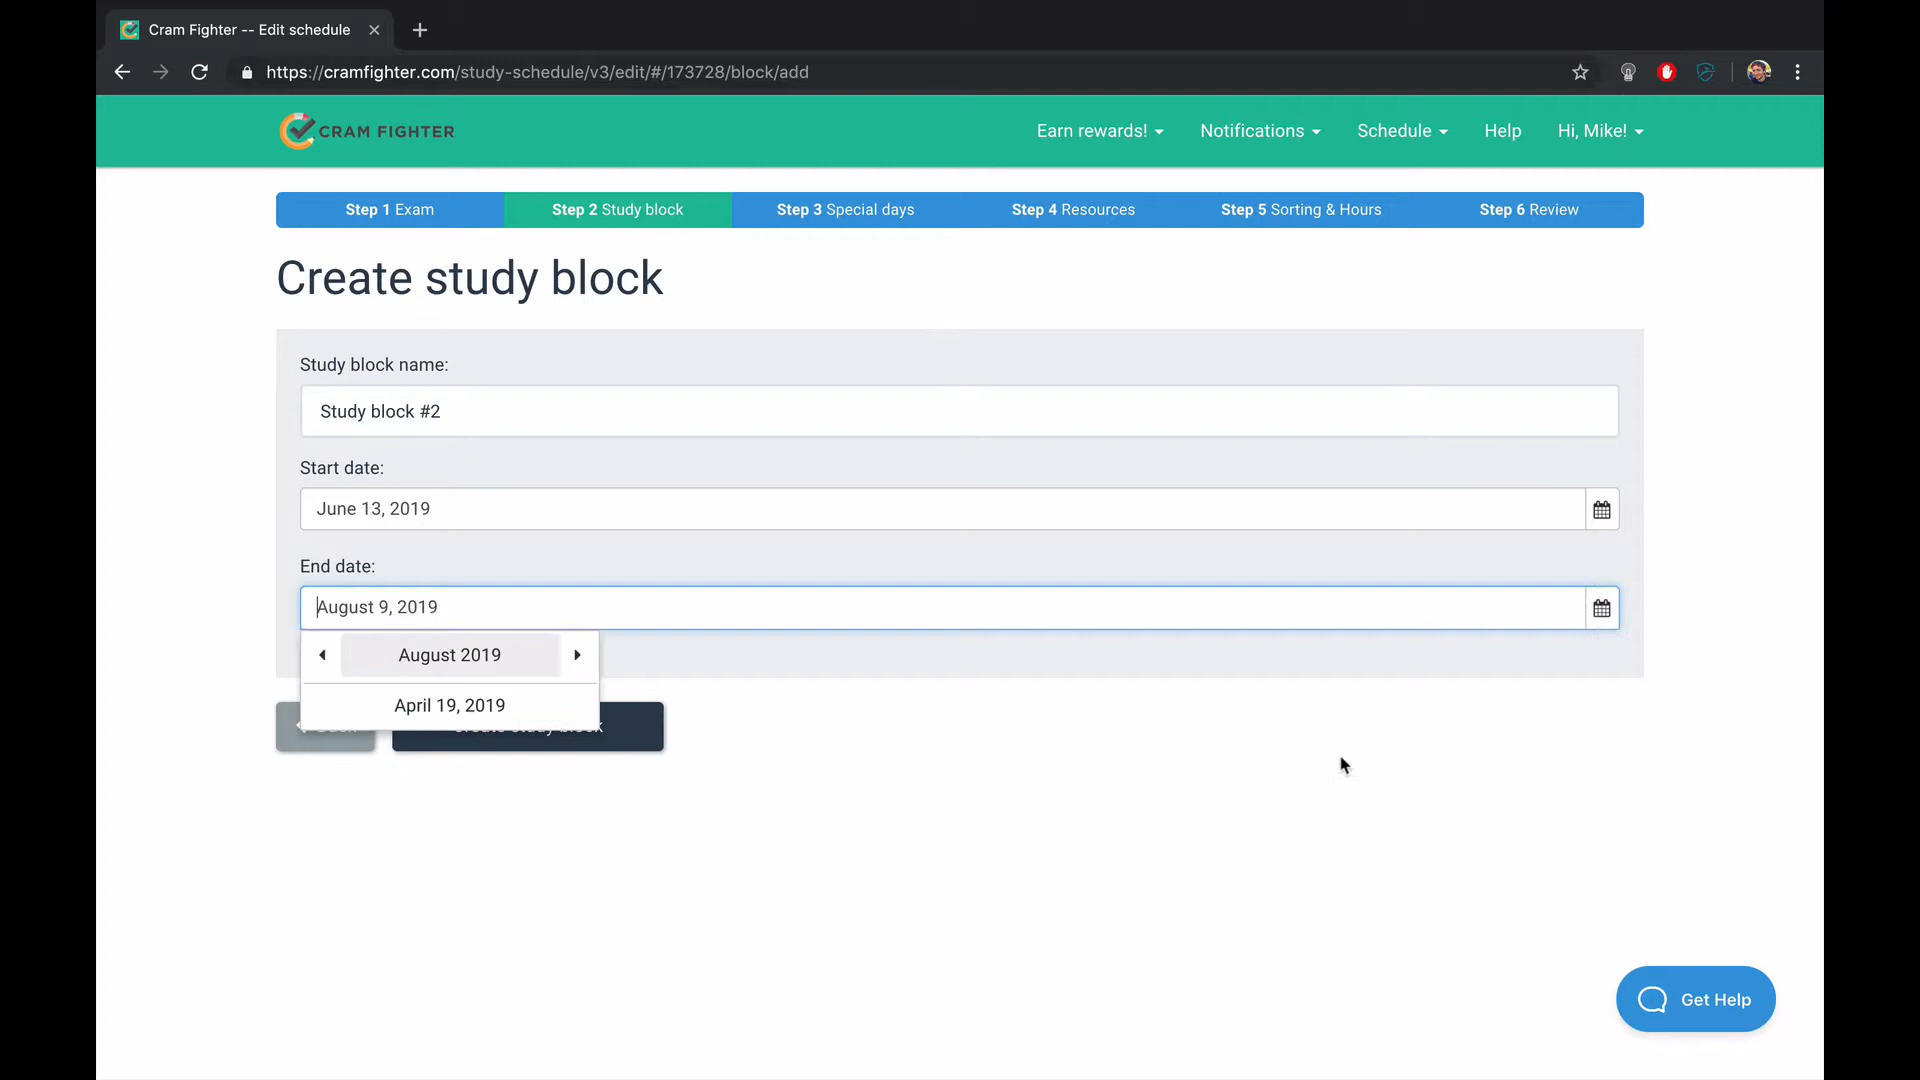 Cram Fighter -- Edit schedule
https://cramfighter.com/study-schedule/v3/edit/#/173728/block/add
CRAM FIGHTER
Earn rewards! Notifications Schedule Help Hi, Mike!
Step 1 Exam Step 2 Study block Step 3 Special days Step 4 Resources Step 5 Sorting & Hours Step 6 Review
Create study block
Study block name:
Study block #2
Start date:
June 13, 2019
End date:
August 9, 2019
August 2019
April 19, 2019
Get Help